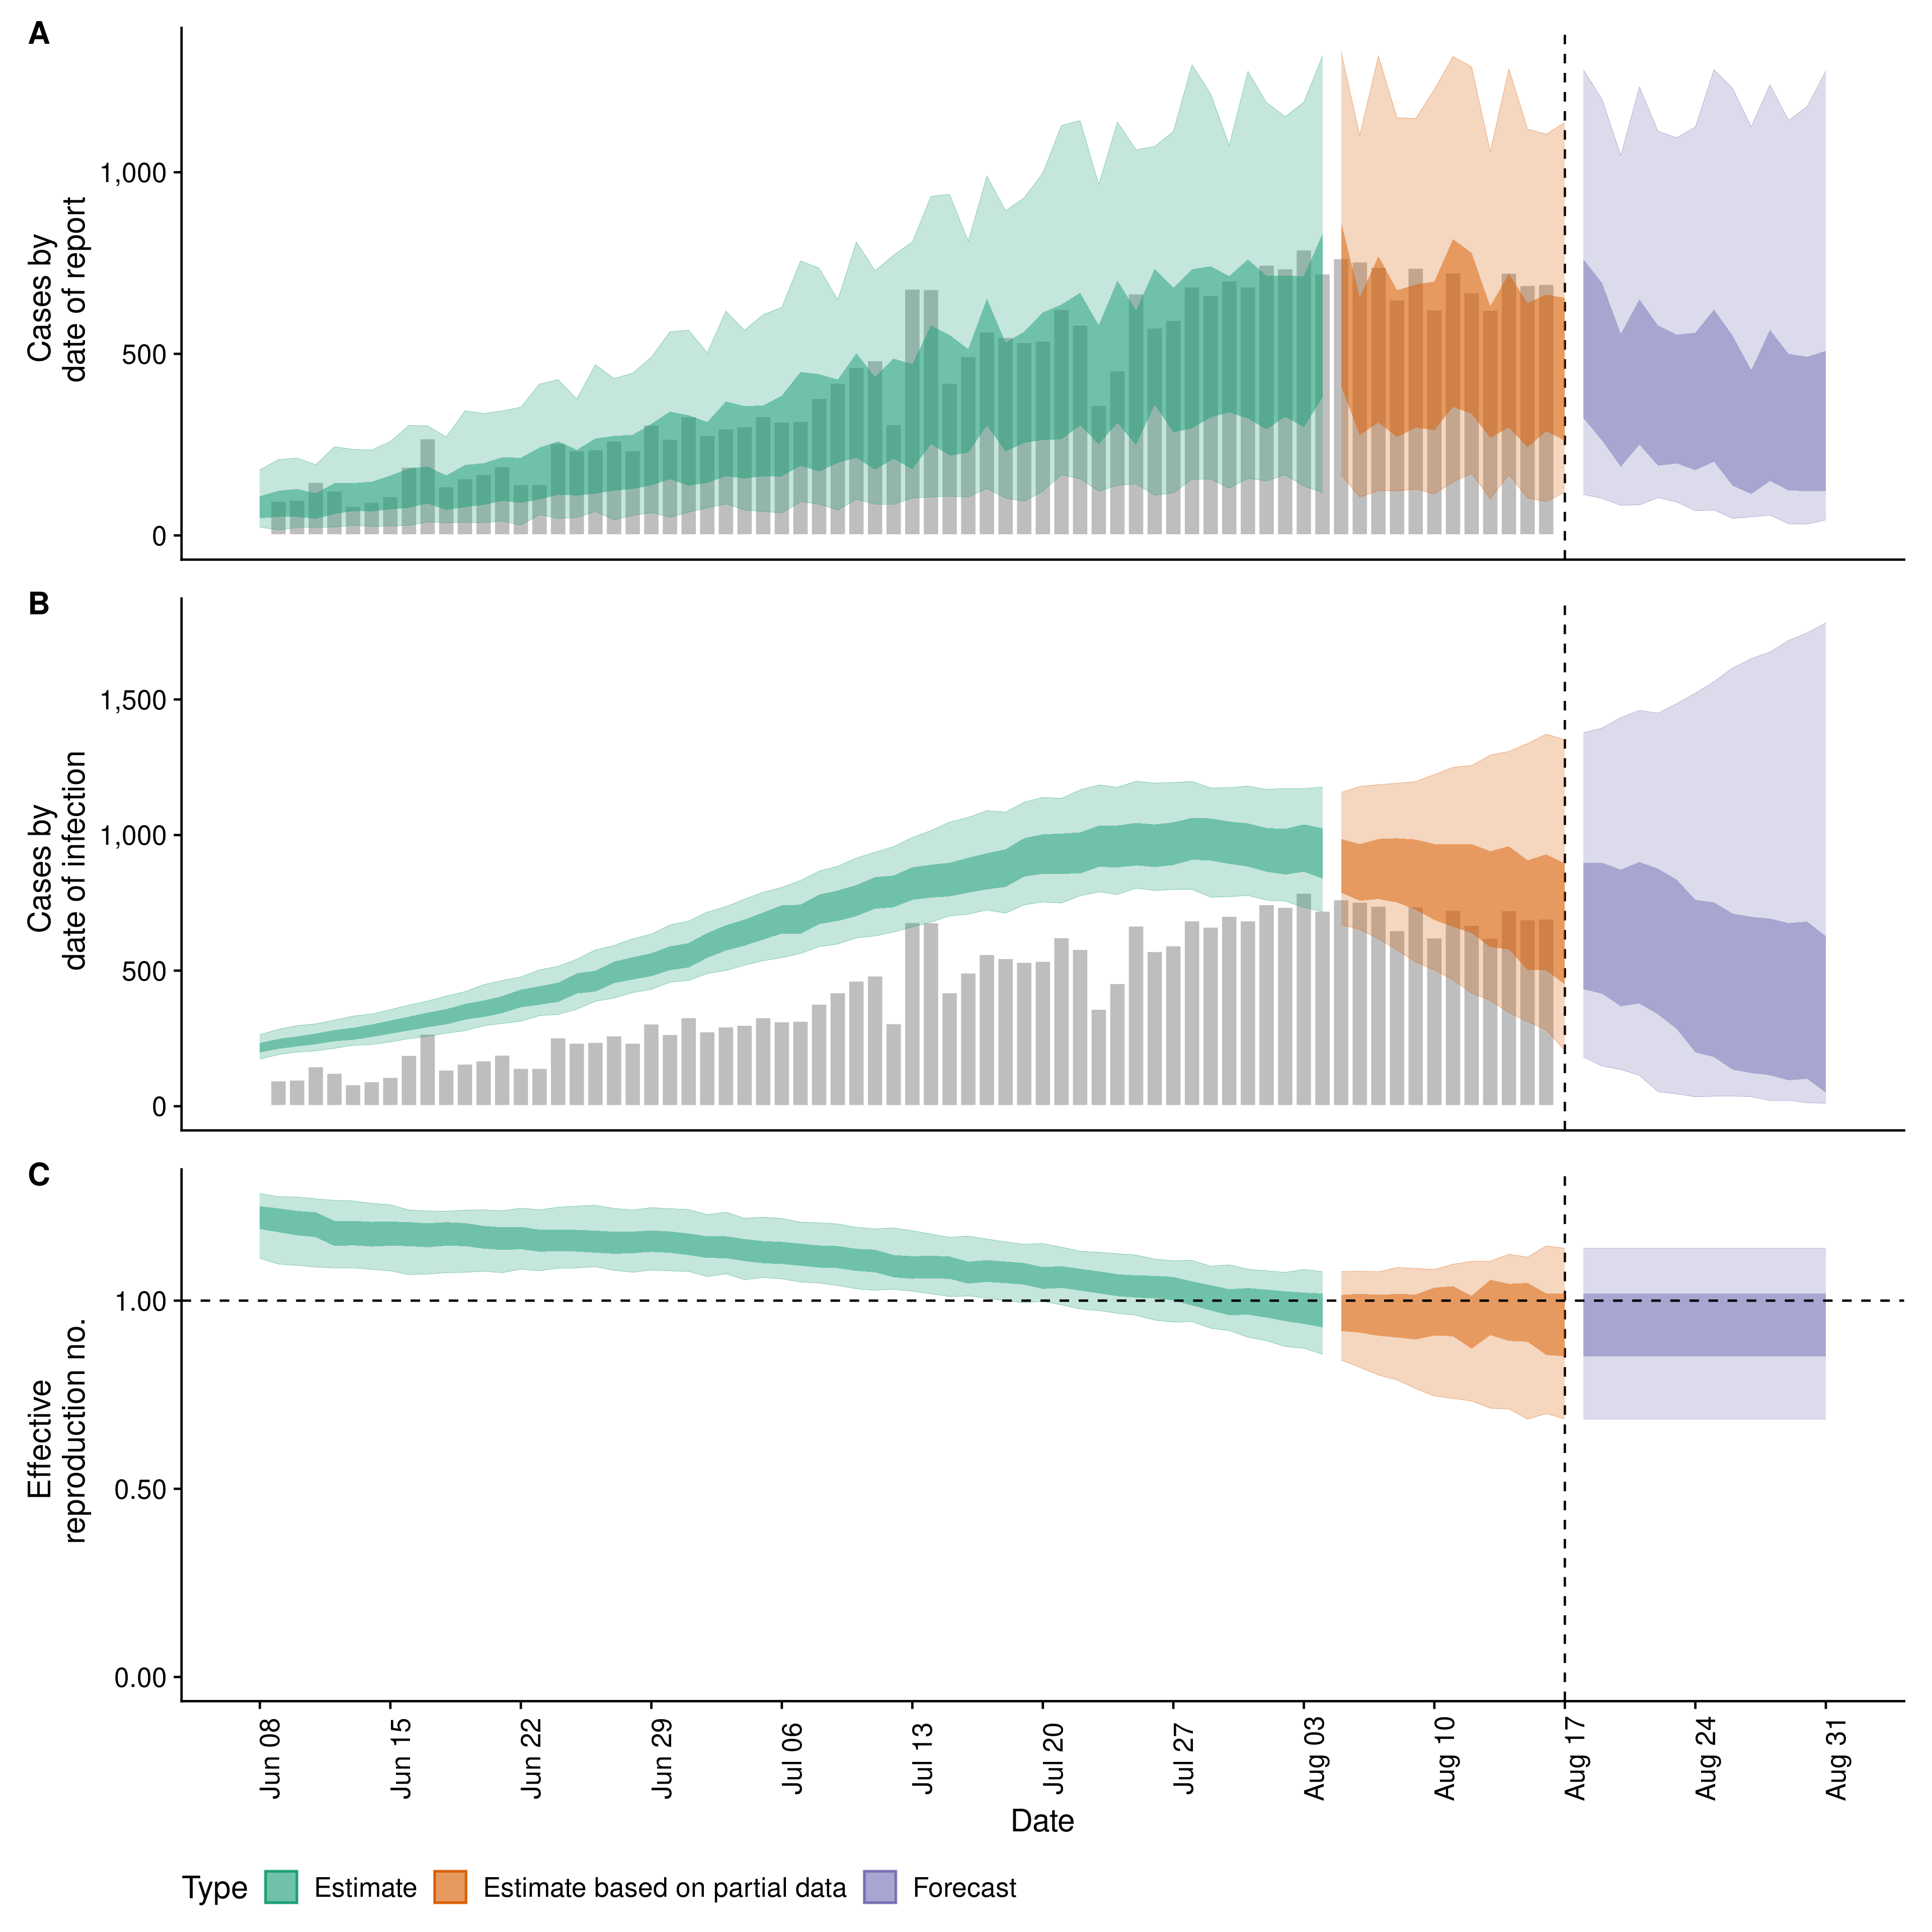 A
Cases by
date of report
1,000
500
0
B
Cases by
date of infection
1,500
1,000
500
0
C
Effective
reproduction no.
1.00
0.50
0.00
Jun 08
Jun 15
Jun 22
Jun 29
Jul 06
Jul 13
Jul 20
Jul 27
Aug 03
Aug 10
Aug 17
Aug 24
Aug 31
Date
Type Estimate Estimate based on partial data Forecast